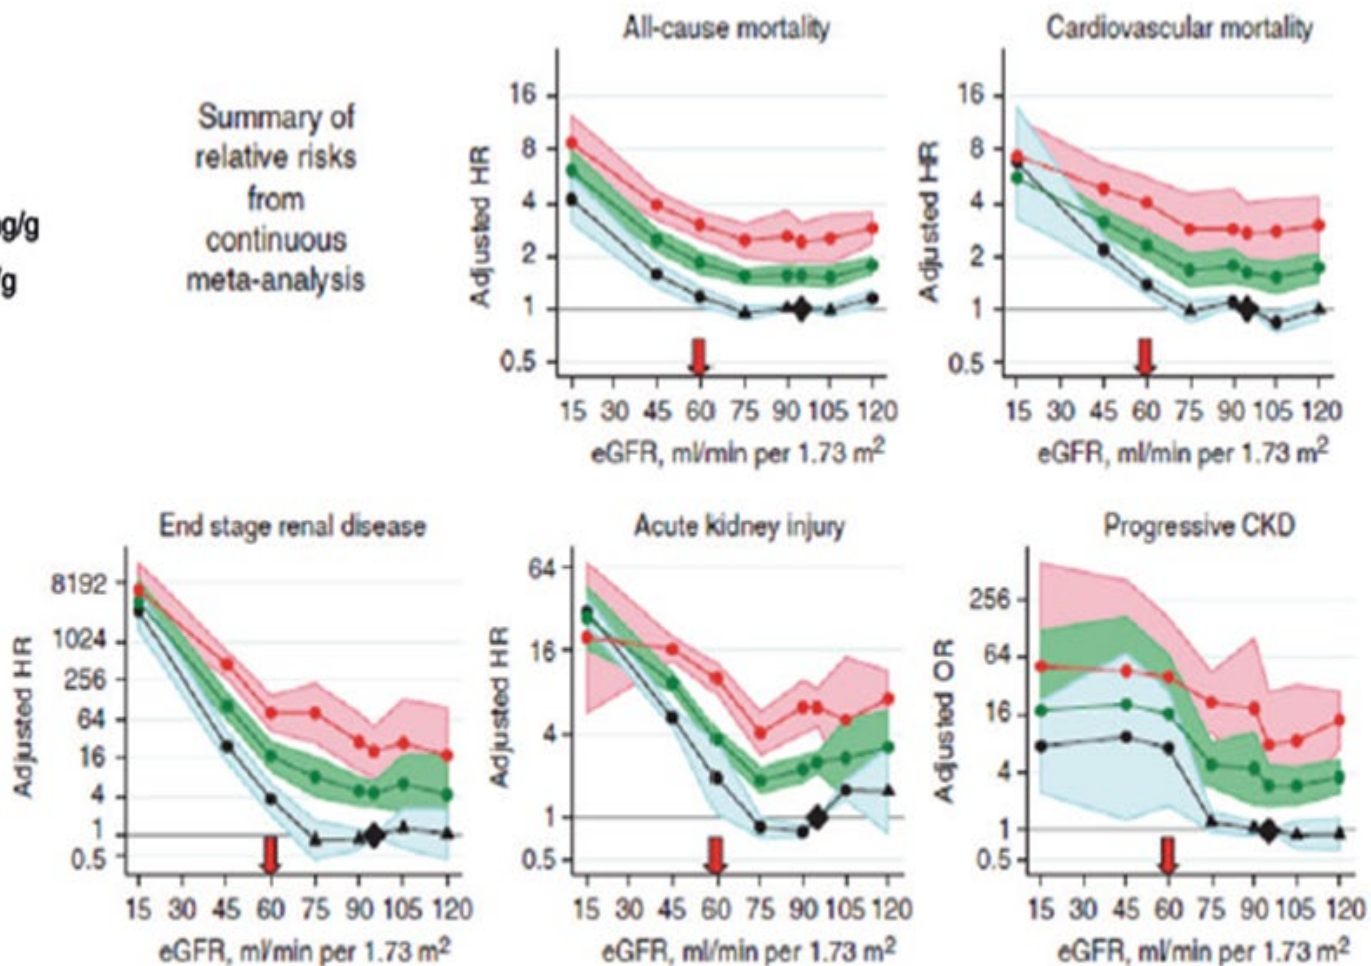 All-cause mortality
Cardiovascular mortality
Summary of
relative risks
from
continuous
meta-analysis
g/g
/g
Adjusted HR
16
8
4
2
1
0.5
15 30 45 60 75 90 105 120
eGFR, ml/min per 1.73 m²
Adjusted HR
16
8
4
2
1
0.5
15 30 45 60 75 90 105 120
eGFR, ml/min per 1.73 m²
End stage renal disease
Adjusted HR
8192
1024
256
64
16
4
1
0.5
15 30 45 60 75 90 105 120
eGFR, ml/min per 1.73 m²
Acute kidney injury
Adjusted HR
64
16
4
1
0.5
15 30 45 60 75 90 105 120
eGFR, ml/min per 1.73 m²
Progressive CKD
Adjusted OR
256
64
16
4
1
0.5
15 30 45 60 75 90 105 120
eGFR, ml/min per 1.73 m²